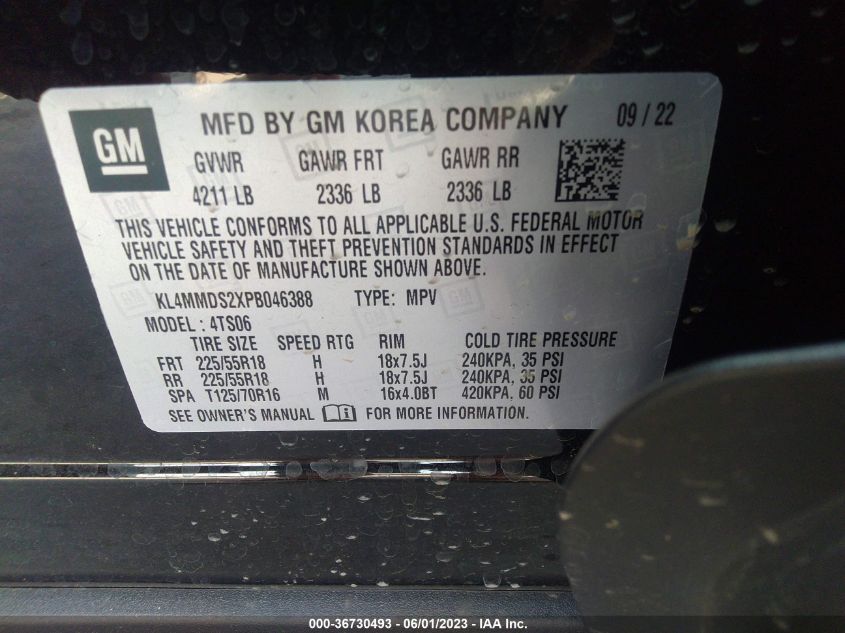 GM
MFD BY GM KOREA COMPANY 09 / 22
GVWR GAWR FRT GAWR RR
4211 LB 2336 LB 2336 LB
THIS VEHICLE CONFORMS TO ALL APPLICABLE U.S. FEDERAL MOTOR
VEHICLE SAFETY AND THEFT PREVENTION STANDARDS IN EFFECT
ON THE DATE OF MANUFACTURE SHOWN ABOVE.
KL4MMDS2XPB046388 TYPE: MPV
MODEL : 4TS06
TIRE SIZE SPEED RTG RIM COLD TIRE PRESSURE
FRT 225/55R18 H 18x7.5J 240KPA, 35 PSI
RR 225/55R18 H 18x7.5J 240KPA, 35 PSI
SPA T125/70R16 M 16x4.0BT 420KPA, 60 PSI
SEE OWNER'S MANUAL FOR MORE INFORMATION.
000-36730493 - 06/01/2023 - IAA Inc.